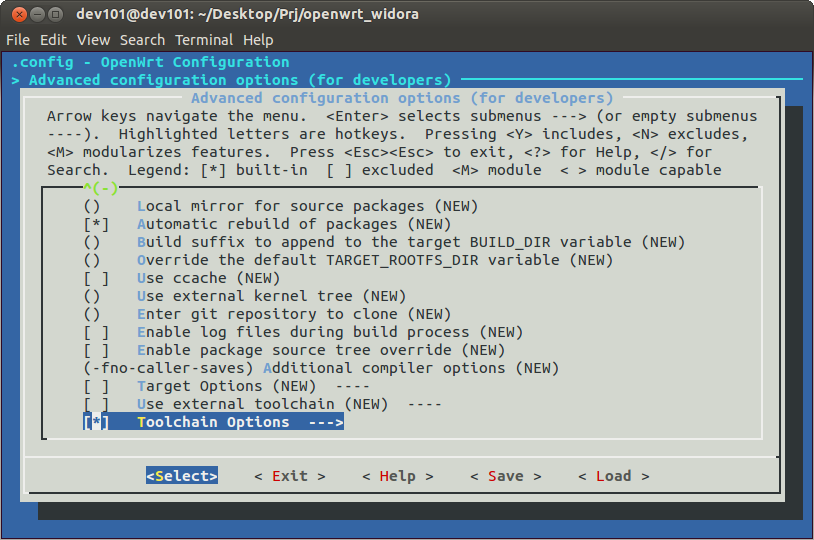 dev101@dev101: ~/Desktop/Prj/openwrt_widora
File Edit View Search Terminal Help
.config - OpenWrt Configuration
> Advanced configuration options (for developers)
Advanced configuration options (for developers)
Arrow keys navigate the menu. <Enter> selects submenus ---> (or empty submenus
----). Highlighted letters are hotkeys. Pressing <Y> includes, <N> excludes,
<M> modularizes features. Press <Esc><Esc> to exit, <?> for Help, </> for
Search. Legend: [*] built-in [ ] excluded <M> module < > module capable
^(-)
() Local mirror for source packages (NEW)
[*] Automatic rebuild of packages (NEW)
() Build suffix to append to the target BUILD_DIR variable (NEW)
() Override the default TARGET_ROOTFS_DIR variable (NEW)
[ ] Use ccache (NEW)
() Use external kernel tree (NEW)
() Enter git repository to clone (NEW)
[ ] Enable log files during build process (NEW)
[ ] Enable package source tree override (NEW)
(-fno-caller-saves) Additional compiler options (NEW)
[ ] Target Options (NEW) ----
[ ] Use external toolchain (NEW) ----
[*] Toolchain Options --->
<Select> < Exit > < Help > < Save > < Load >